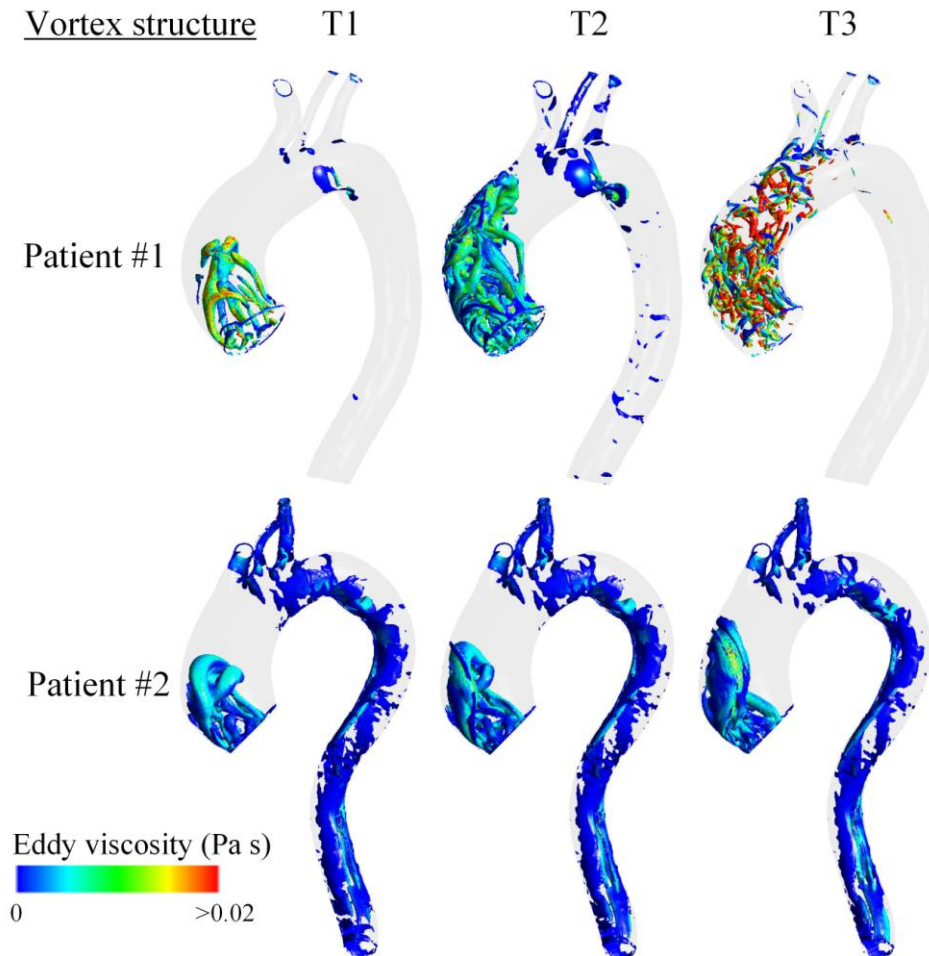 Vortex structure T1 T2 T3
Patient #1
Patient #2
Eddy viscosity (Pa s)
0 >0.02